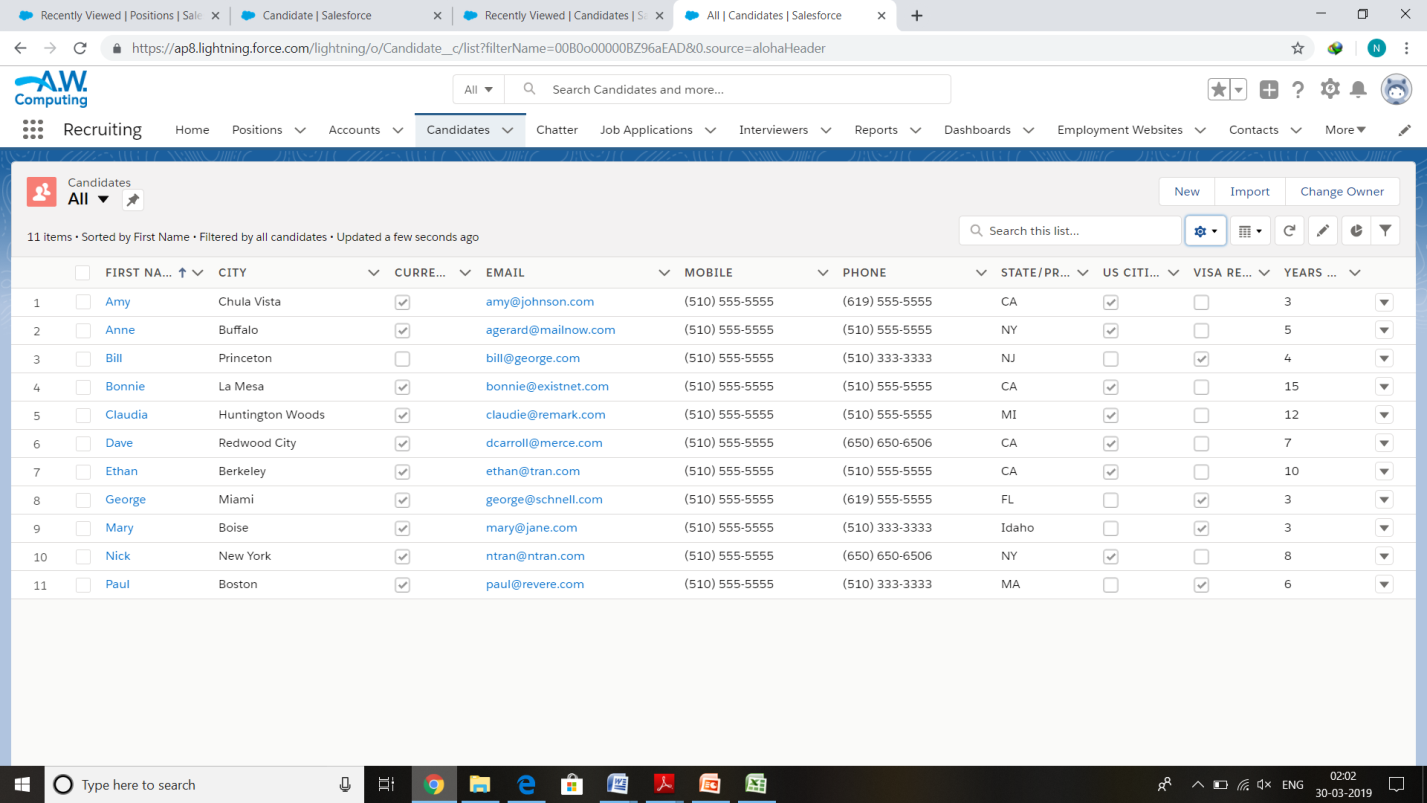 Recently Viewed | Positions | Sale Candidate | Salesforce Recently Viewed | Candidates | Sa All | Candidates | Salesforce
https://ap8.lightning.force.com/lightning/o/Candidate__c/list?filterName=00B0o00000BZ96aEAD&0.source=alohaHeader N
A.W.
Computing
All Search Candidates and more...
Recruiting Home Positions Accounts Candidates Chatter Job Applications Interviewers Reports Dashboards Employment Websites Contacts More
Candidates
All
New Import Change Owner
11 items • Sorted by First Name • Filtered by all candidates • Updated a few seconds ago
Search this list...
FIRST NA... CITY CURRE... EMAIL MOBILE PHONE STATE/PR... US CITI... VISA RE... YEARS ...
1 Amy Chula Vista amy@johnson.com (510) 555-5555 (619) 555-5555 CA 3
2 Anne Buffalo agerard@mailnow.com (510) 555-5555 (510) 555-5555 NY 5
3 Bill Princeton bill@george.com (510) 555-5555 (510) 333-3333 NJ 4
4 Bonnie La Mesa bonnie@existnet.com (510) 555-5555 (510) 555-5555 CA 15
5 Claudia Huntington Woods claudie@remark.com (510) 555-5555 (510) 555-5555 MI 12
6 Dave Redwood City dcarroll@merce.com (510) 555-5555 (650) 650-6506 CA 7
7 Ethan Berkeley ethan@tran.com (510) 555-5555 (510) 555-5555 CA 10
8 George Miami george@schnell.com (510) 555-5555 (619) 555-5555 FL 3
9 Mary Boise mary@jane.com (510) 555-5555 (510) 333-3333 Idaho 3
10 Nick New York ntran@ntran.com (510) 555-5555 (650) 650-6506 NY 8
11 Paul Boston paul@revere.com (510) 555-5555 (510) 333-3333 MA 6
Type here to search
ENG
02:02
30-03-2019